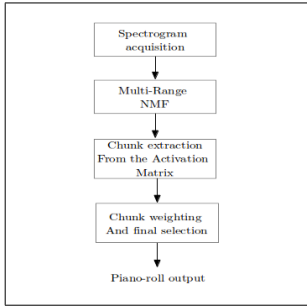 Spectrogram
acquisition
Multi-Range
NMF
Chunk extraction
From the Activation
Matrix
Chunk weighting
And final selection
Piano-roll output